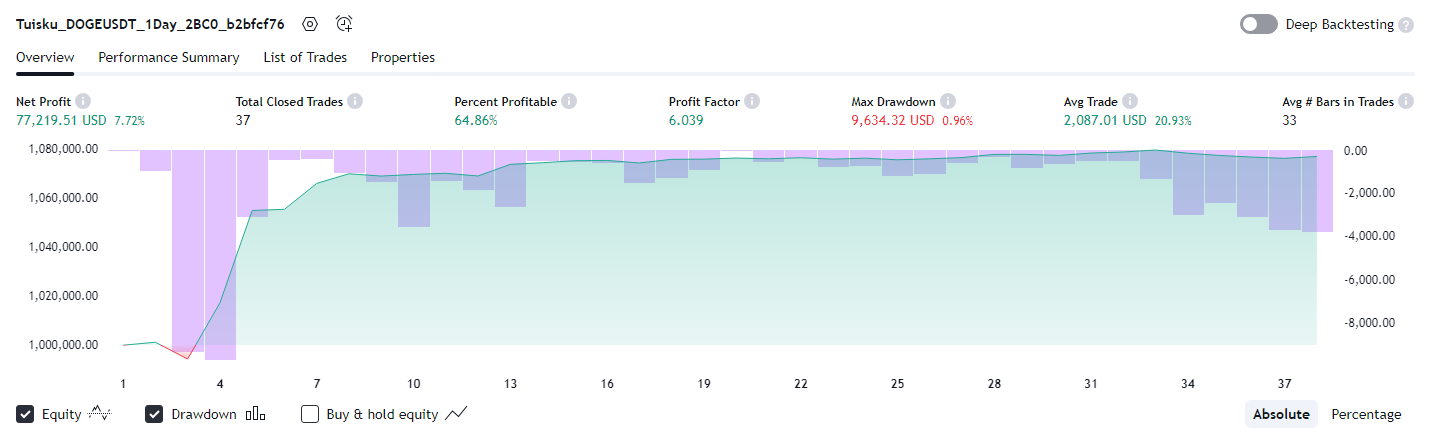 Tuisku_DOGEUSDT_1Day_2BC0_b2bfcf76 Deep Backtesting ?
Overview Performance Summary List of Trades Properties
Net Profit i Total Closed Trades i Percent Profitable i Profit Factor i Max Drawdown i Avg Trade i Avg # Bars in Trades i
77,219.51 USD 7.72% 37 64.86% 6.039 9,634.32 USD 0.96% 2,087.01 USD 20.93% 33
1,080,000.00 0.00
1,060,000.00 -2,000.00
1,040,000.00 -4,000.00
1,020,000.00 -6,000.00
1,000,000.00 -8,000.00
1 4 7 10 13 16 19 22 25 28 31 34 37
Equity Drawdown Buy & hold equity Absolute Percentage